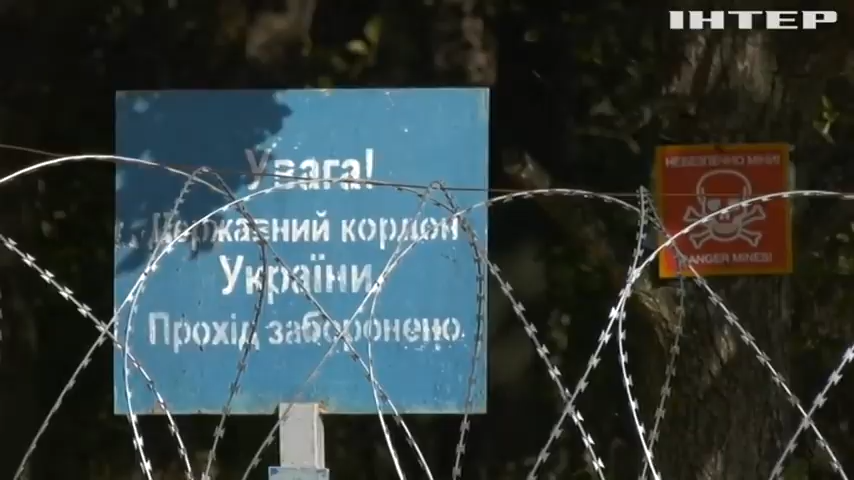 ІНТЕР
Увага!
Державний кордон
України
Прохід заборонено
НЕБЕЗПЕЧНО МІНИ!
DANGER MINES!